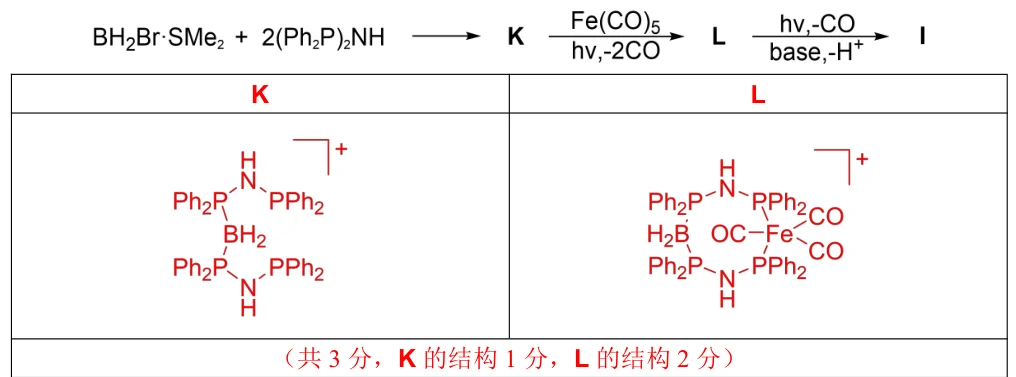 BH₂Br·SMe₂ + 2(Ph₂P)₂NH → K Fe(CO)₅ hv,-2CO → L hv,-CO base,-H⁺ → I
K L
H N Ph₂P PPh₂ BH₂ Ph₂P PPh₂ N H +
H N Ph₂P PPh₂ CO H₂B OC Fe CO Ph₂P PPh₂ N H +
（共 3 分，K 的结构 1 分，L 的结构 2 分）